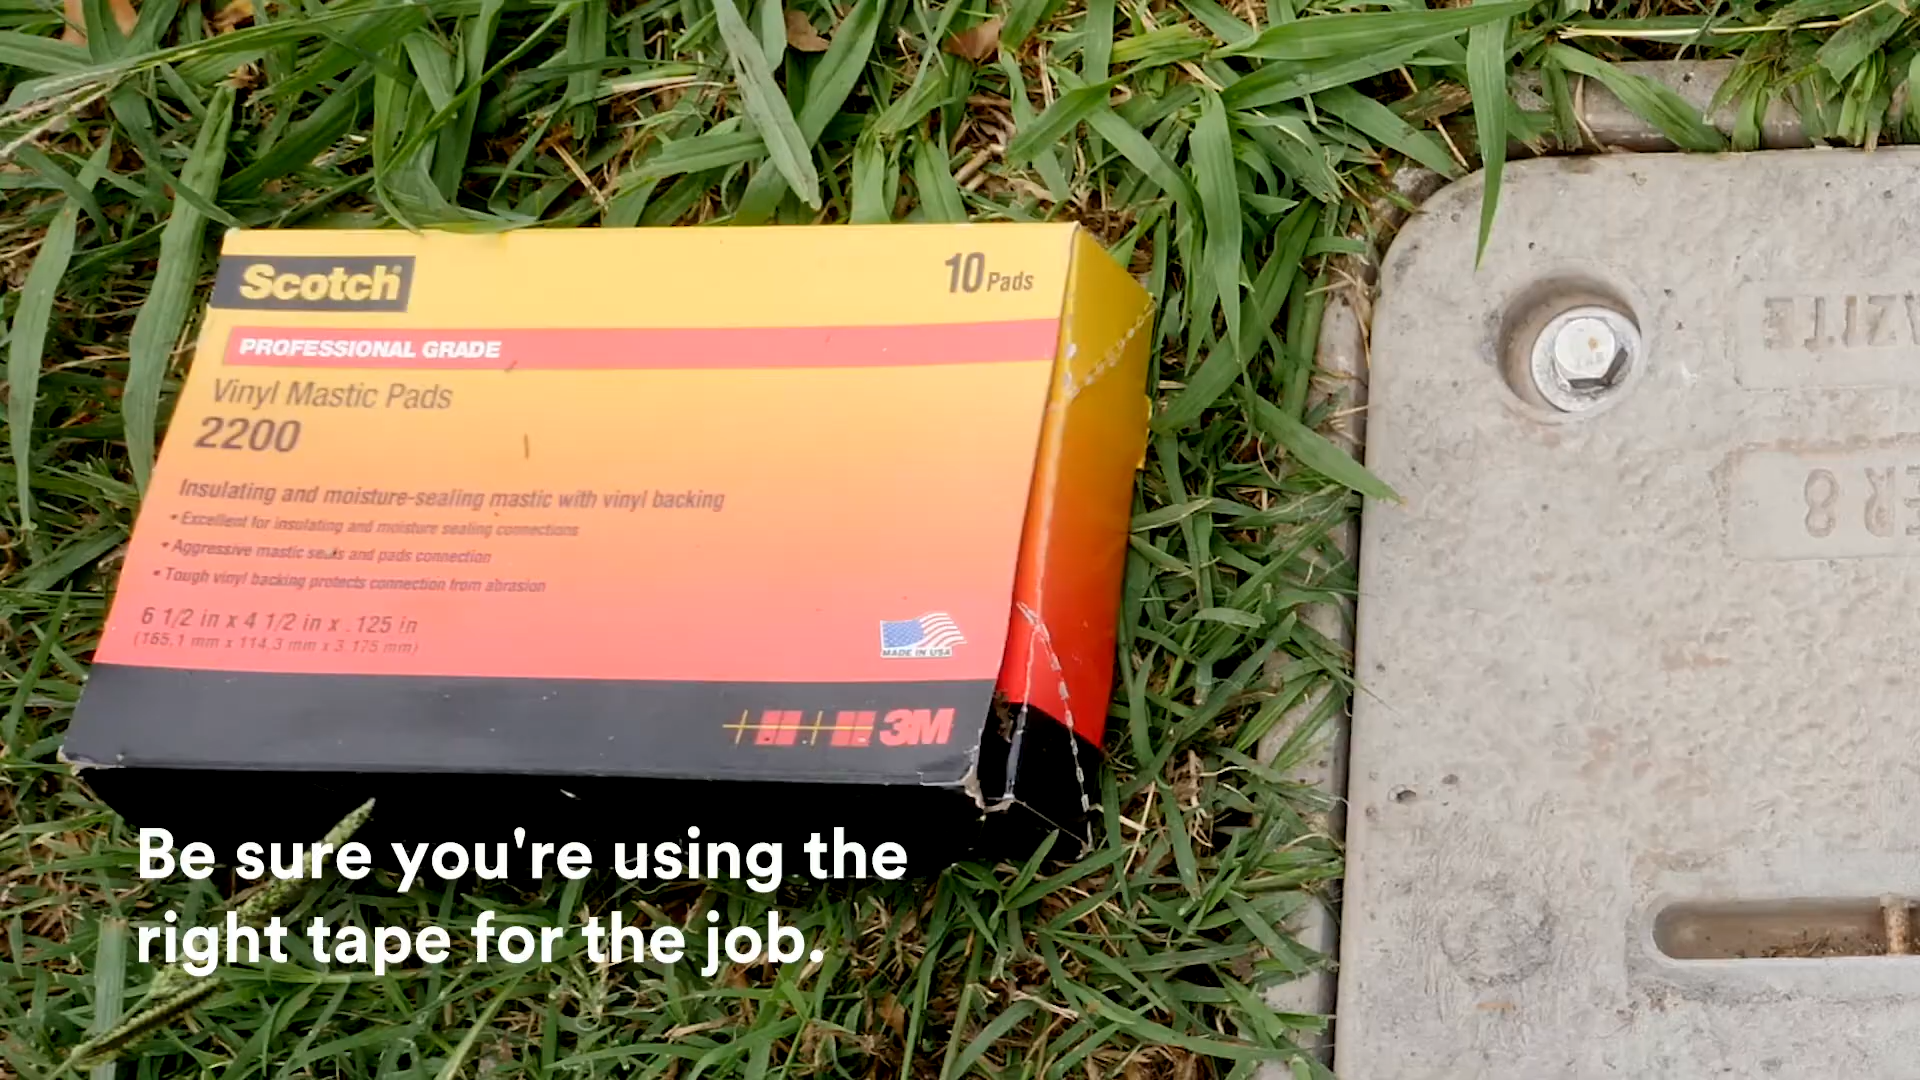 Scotch®
10 Pads
PROFESSIONAL GRADE
Vinyl Mastic Pads
2200
Insulating and moisture-sealing mastic with vinyl backing
• Excellent for insulating and moisture sealing connections
• Aggressive mastic seals and pads connection
• Tough vinyl backing protects connection from abrasion
6 1/2 in x 4 1/2 in x .125 in
(165,1 mm x 114,3 mm x 3,175 mm)
MADE IN USA
3M
AZITE
ER 8
Be sure you're using the
right tape for the job.